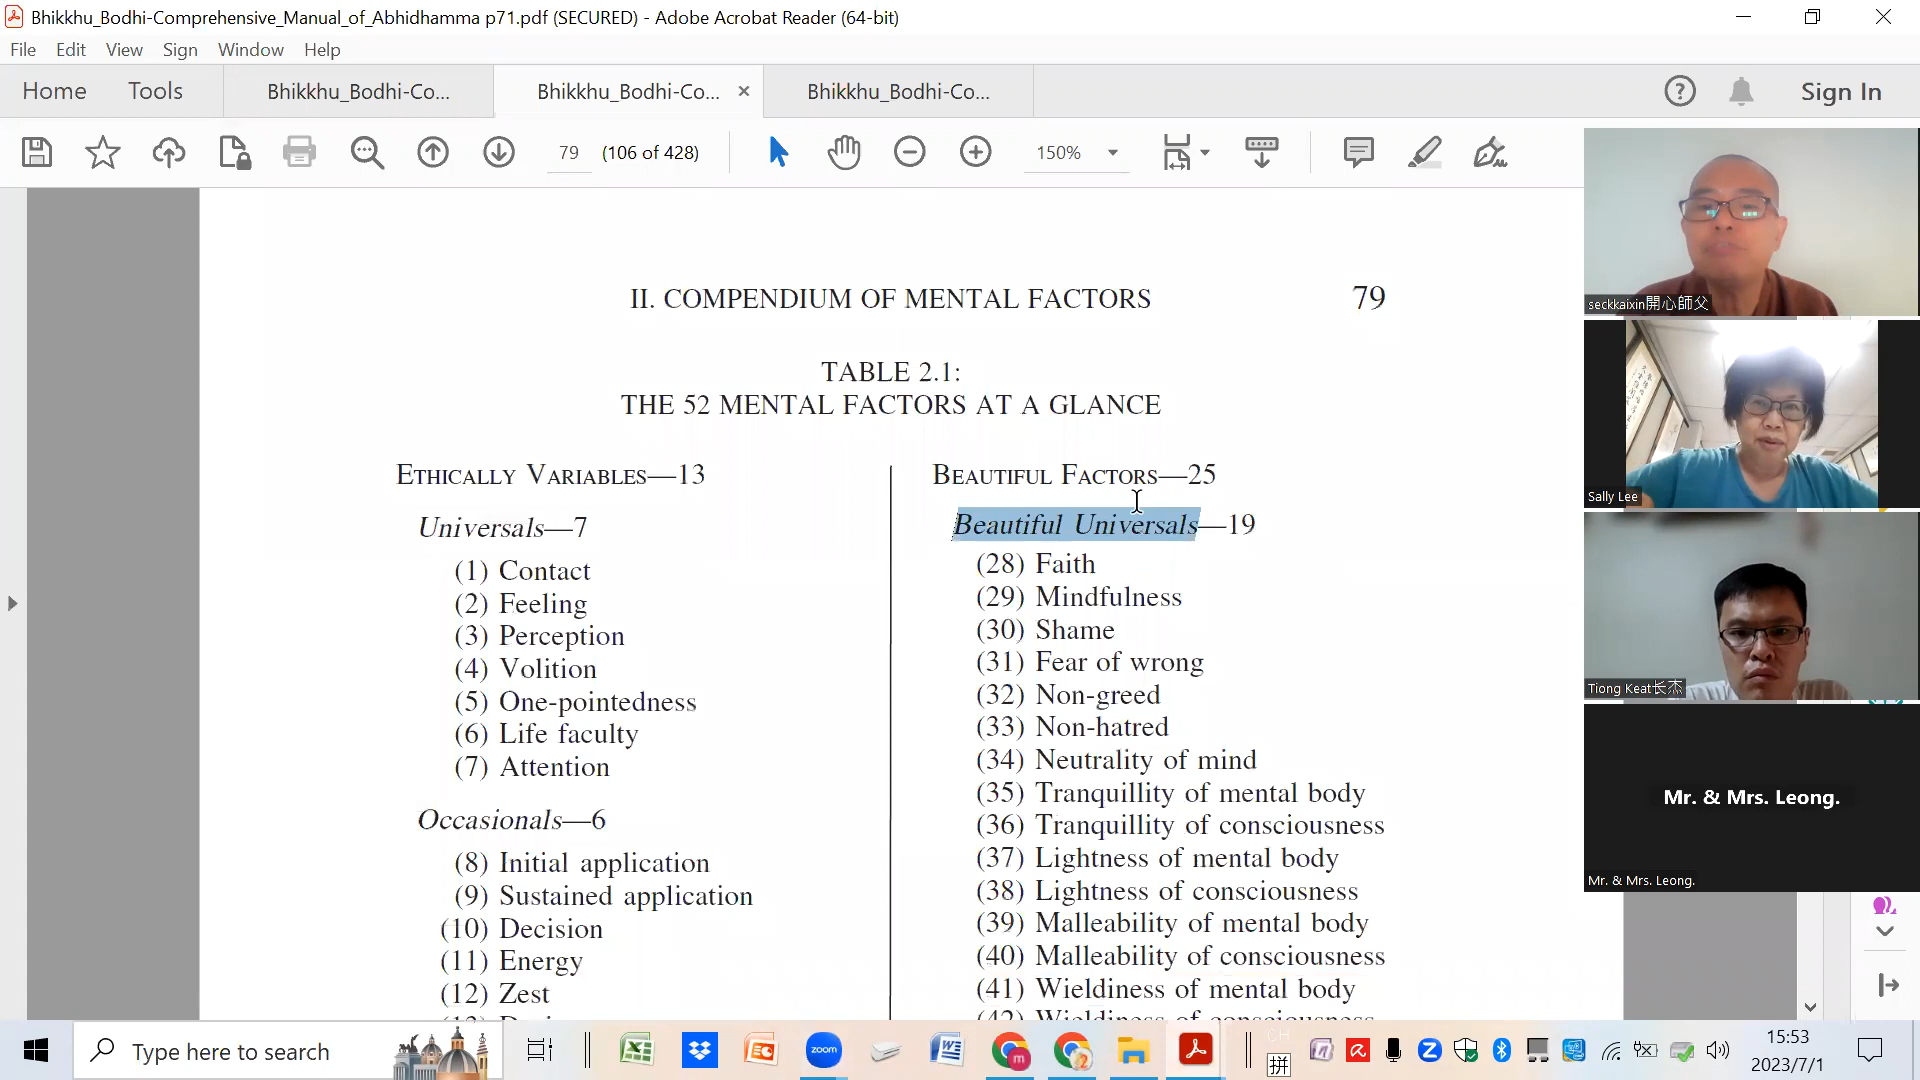 Bhikkhu_Bodhi-Comprehensive_Manual_of_Abhidhamma p71.pdf (SECURED) - Adobe Acrobat Reader (64-bit)
File Edit View Sign Window Help
Home Tools Bhikkhu_Bodhi-Co... Bhikkhu_Bodhi-Co... × Bhikkhu_Bodhi-Co... Sign In
79 (106 of 428) 150%
II. COMPENDIUM OF MENTAL FACTORS 79
TABLE 2.1:
THE 52 MENTAL FACTORS AT A GLANCE
ETHICALLY VARIABLES—13
Universals—7
(1) Contact
(2) Feeling
(3) Perception
(4) Volition
(5) One-pointedness
(6) Life faculty
(7) Attention
Occasionals—6
(8) Initial application
(9) Sustained application
(10) Decision
(11) Energy
(12) Zest
BEAUTIFUL FACTORS—25
Beautiful Universals—19
(28) Faith
(29) Mindfulness
(30) Shame
(31) Fear of wrong
(32) Non-greed
(33) Non-hatred
(34) Neutrality of mind
(35) Tranquillity of mental body
(36) Tranquillity of consciousness
(37) Lightness of mental body
(38) Lightness of consciousness
(39) Malleability of mental body
(40) Malleability of consciousness
(41) Wieldiness of mental body
(42) Wieldiness of consciousness
seckkaixin開心師父
Sally Lee
Tiong Keat长杰
Mr. & Mrs. Leong.
Mr. & Mrs. Leong.
Type here to search
zoom
CH
拼
15:53
2023/7/1